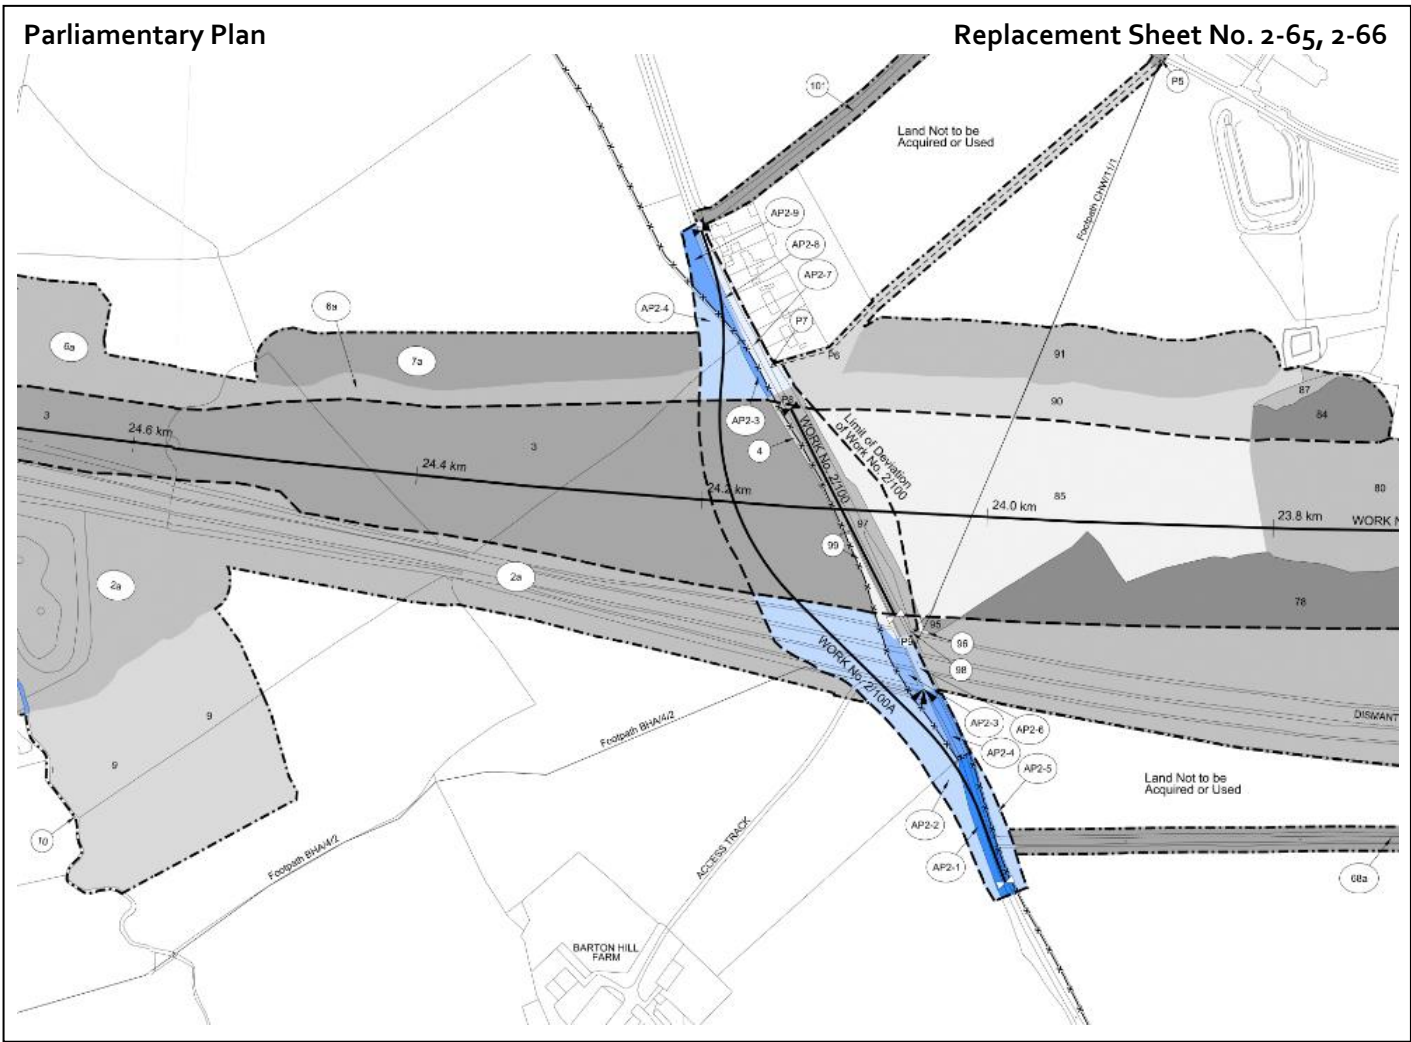 Parliamentary Plan
Replacement Sheet No. 2-65, 2-66
P5
101
Land Not to be
Acquired or Used
Footpath CHW/11/1
AP2-9
AP2-8
AP2-7
AP2-4
P7
6a
6a
7a
P6
91
87
90
84
AP2-3
P8
3
24.6 km
4
WORK No. 2/100
Limit of Deviation
of Work No. 2/100
3
24.4 km
24.2 km
85
80
24.0 km
23.8 km
WORK N
97
99
2a
2a
78
95
96
P9
98
WORK No. 2/100A
9
Footpath BHA/4/2
AP2-3
AP2-6
DISMANT
AP2-4
9
AP2-5
Land Not to be
Acquired or Used
AP2-2
10
Footpath BHA/4/2
ACCESS TRACK
AP2-1
68a
BARTON HILL
FARM